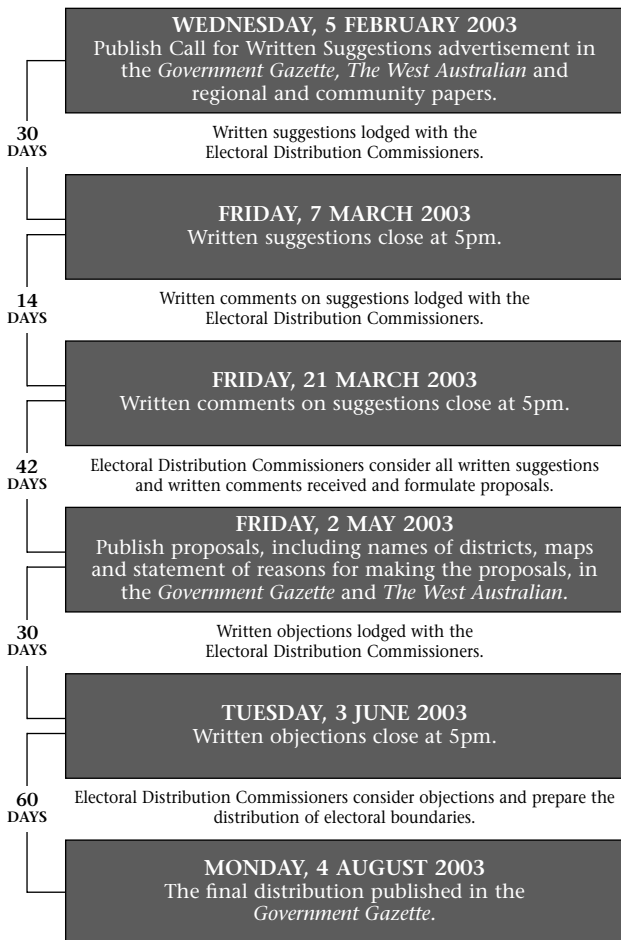 WEDNESDAY, 5 FEBRUARY 2003
Publish Call for Written Suggestions advertisement in
the Government Gazette, The West Australian and
regional and community papers.
30
DAYS
Written suggestions lodged with the
Electoral Distribution Commissioners.
FRIDAY, 7 MARCH 2003
Written suggestions close at 5pm.
14
DAYS
Written comments on suggestions lodged with the
Electoral Distribution Commissioners.
FRIDAY, 21 MARCH 2003
Written comments on suggestions close at 5pm.
42
DAYS
Electoral Distribution Commissioners consider all written suggestions
and written comments received and formulate proposals.
FRIDAY, 2 MAY 2003
Publish proposals, including names of districts, maps
and statement of reasons for making the proposals, in
the Government Gazette and The West Australian.
30
DAYS
Written objections lodged with the
Electoral Distribution Commissioners.
TUESDAY, 3 JUNE 2003
Written objections close at 5pm.
60
DAYS
Electoral Distribution Commissioners consider objections and prepare the
distribution of electoral boundaries.
MONDAY, 4 AUGUST 2003
The final distribution published in the
Government Gazette.